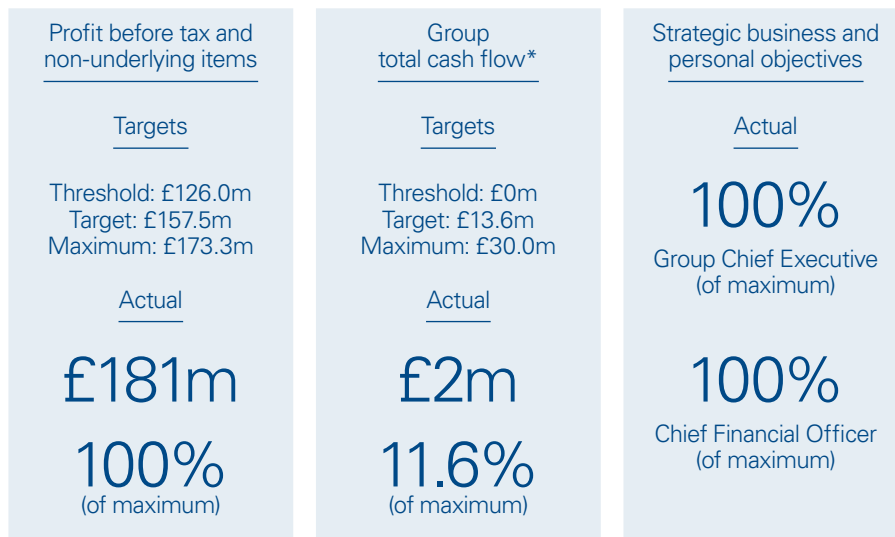 Profit before tax and
non-underlying items
Targets
Threshold: £126.0m
Target: £157.5m
Maximum: £173.3m
Actual
£181m
100%
(of maximum)
Group
total cash flow*
Targets
Threshold: £0m
Target: £13.6m
Maximum: £30.0m
Actual
£2m
11.6%
(of maximum)
Strategic business and
personal objectives
Actual
100%
Group Chief Executive
(of maximum)
100%
Chief Financial Officer
(of maximum)